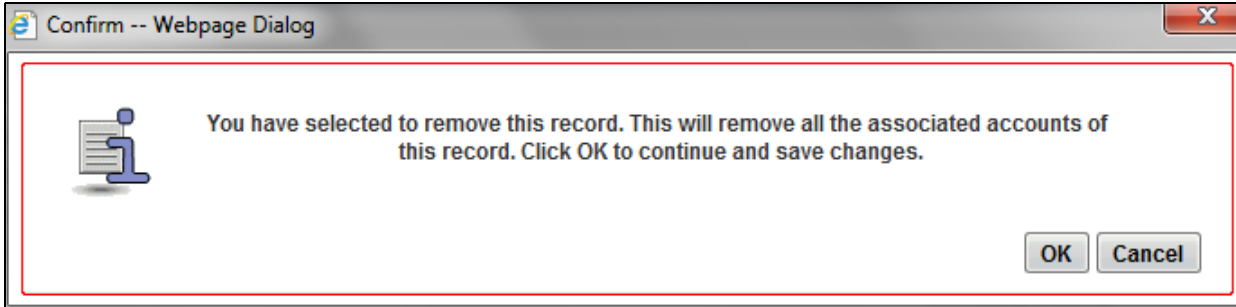 Confirm -- Webpage Dialog
You have selected to remove this record. This will remove all the associated accounts of
this record. Click OK to continue and save changes.
OK Cancel